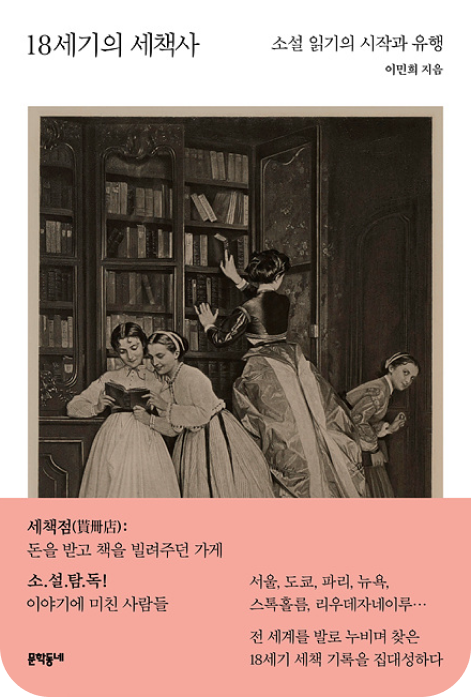 18세기의 세책사
소설 읽기의 시작과 유행
이민희 지음
세책점(貰冊店):
돈을 받고 책을 빌려주던 가게
소.설.탐.독!
이야기에 미친 사람들
서울, 도쿄, 파리, 뉴욕,
스톡홀름, 리우데자네이루…
전 세계를 발로 누비며 찾은
18세기 세책 기록을 집대성하다
문학동네